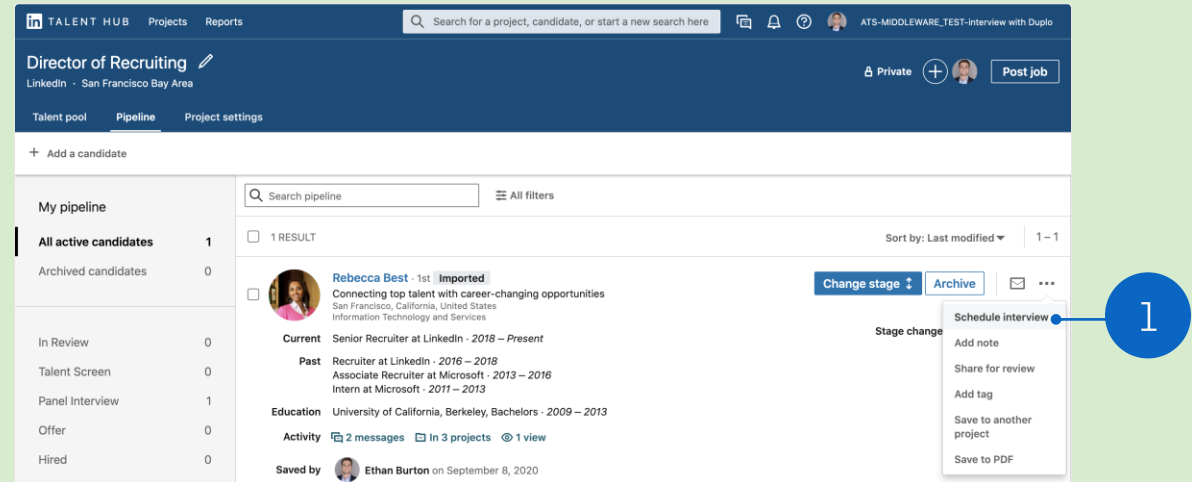 in TALENT HUB Projects Reports Search for a project, candidate, or start a new search here ATS-MIDDLEWARE_TEST-interview with Duplo
Director of Recruiting
LinkedIn · San Francisco Bay Area
Private Post job
Talent pool Pipeline Project settings
+ Add a candidate
My pipeline
All active candidates 1
Archived candidates 0
In Review 0
Talent Screen 0
Panel Interview 1
Offer 0
Hired 0
Search pipeline All filters
1 RESULT Sort by: Last modified 1 – 1
Rebecca Best · 1st Imported
Connecting top talent with career-changing opportunities
San Francisco, California, United States
Information Technology and Services
Change stage Archive
Current Senior Recruiter at LinkedIn · 2018 – Present
Past Recruiter at LinkedIn · 2016 – 2018
Associate Recruiter at Microsoft · 2013 – 2016
Intern at Microsoft · 2011 – 2013
Education University of California, Berkeley, Bachelors · 2009 – 2013
Activity 2 messages In 3 projects 1 view
Saved by Ethan Burton on September 8, 2020
Stage change
Schedule interview
Add note
Share for review
Add tag
Save to another
project
Save to PDF
1